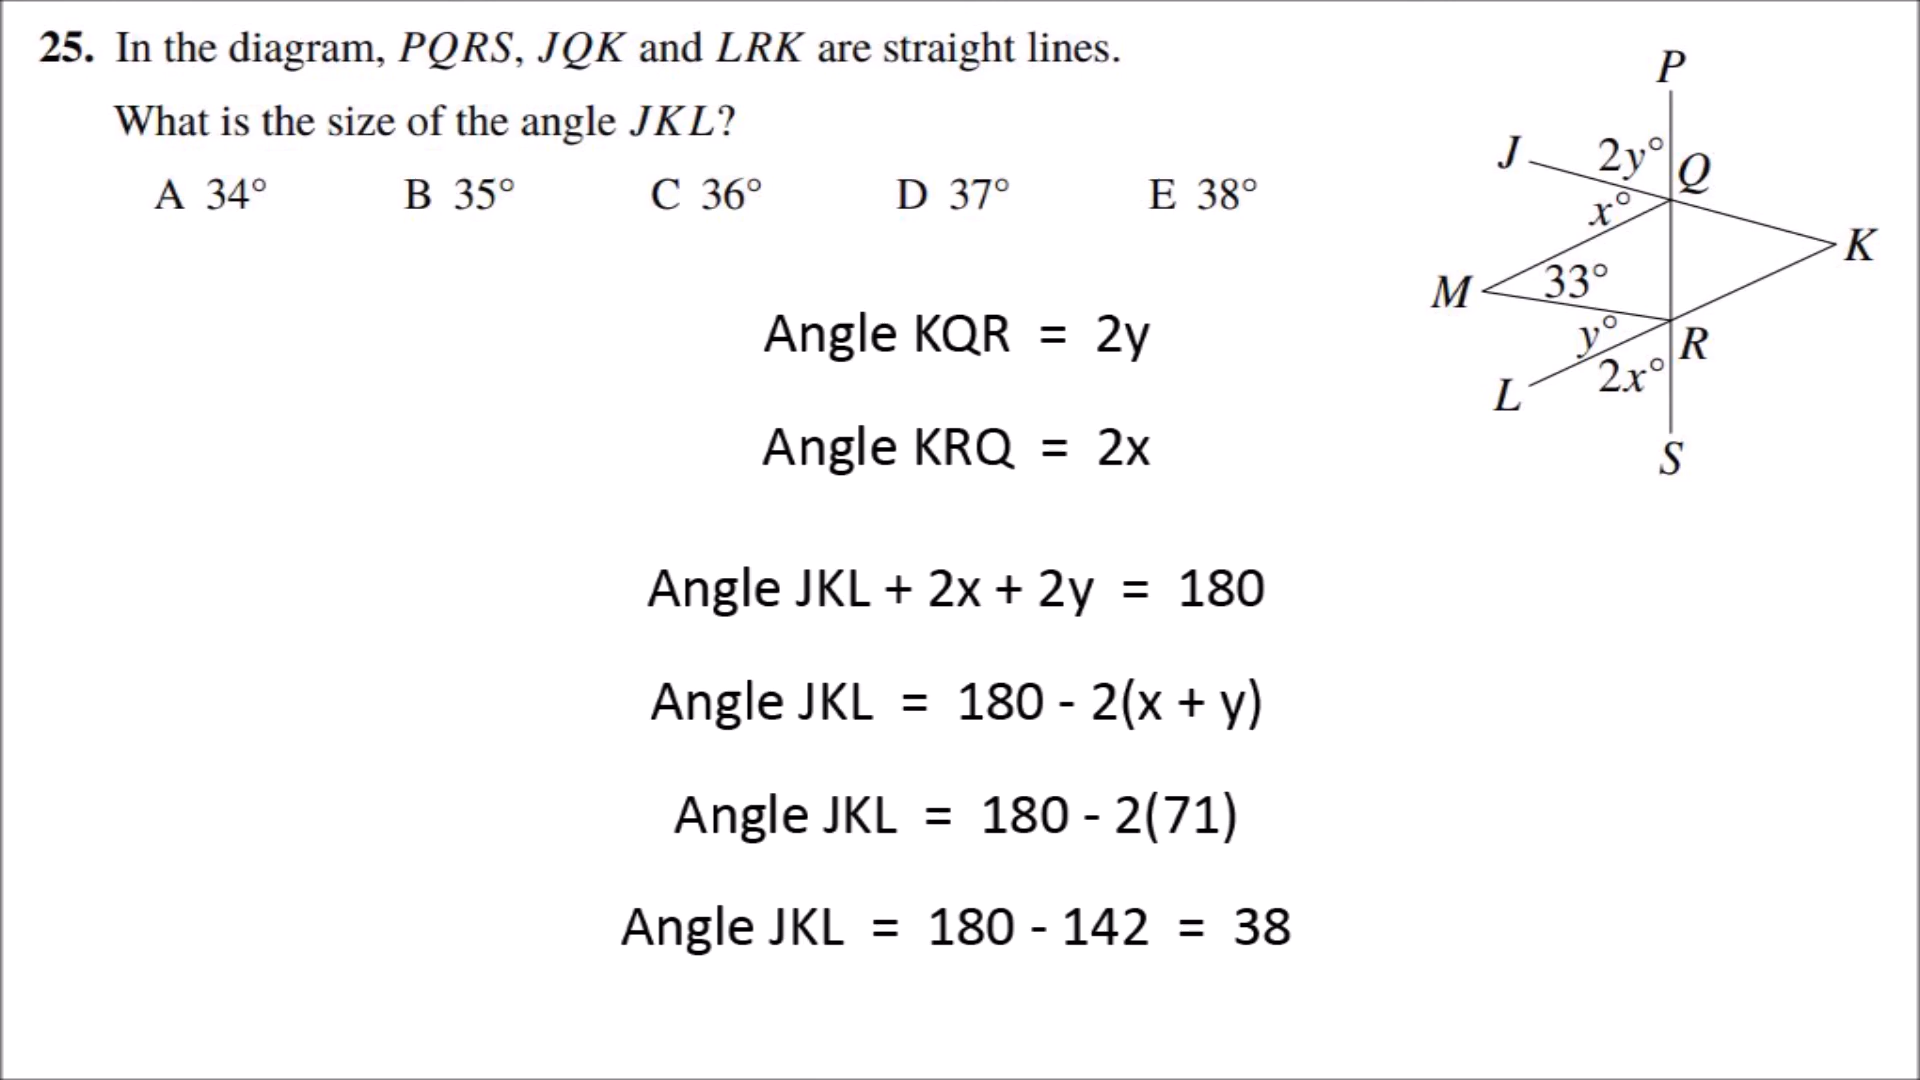 25. In the diagram, PQRS, JQK and LRK are straight lines.
What is the size of the angle JKL?
A 34° B 35° C 36° D 37° E 38°
P
J 2y° Q
x°
K
M 33°
y° R
L 2x°
S
Angle KQR = 2y
Angle KRQ = 2x
Angle JKL + 2x + 2y = 180
Angle JKL = 180 - 2(x + y)
Angle JKL = 180 - 2(71)
Angle JKL = 180 - 142 = 38